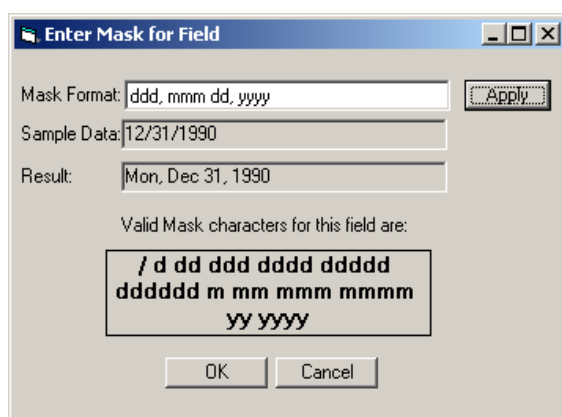 Enter Mask for Field
Mask Format: ddd, mmm dd, yyyy Apply
Sample Data: 12/31/1990
Result: Mon, Dec 31, 1990
Valid Mask characters for this field are:
/ d dd ddd dddd ddddd
dddddd m mm mmm mmmm
yy yyyy
OK Cancel